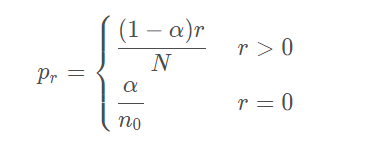 p_r = { (1 − α)r / N    r > 0
α / n_0    r = 0